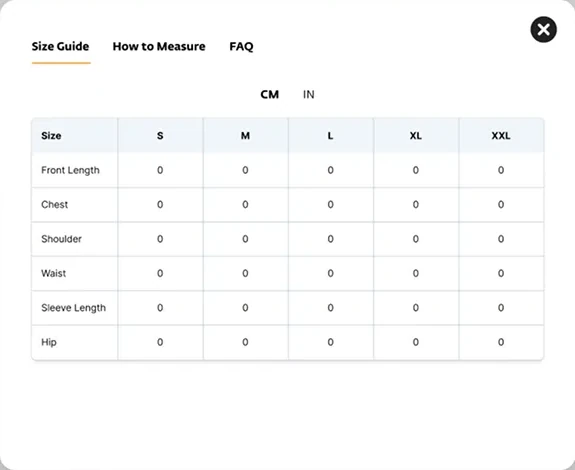 Size Guide How to Measure FAQ
CM IN
Size S M L XL XXL
Front Length 0 0 0 0 0
Chest 0 0 0 0 0
Shoulder 0 0 0 0 0
Waist 0 0 0 0 0
Sleeve Length 0 0 0 0 0
Hip 0 0 0 0 0